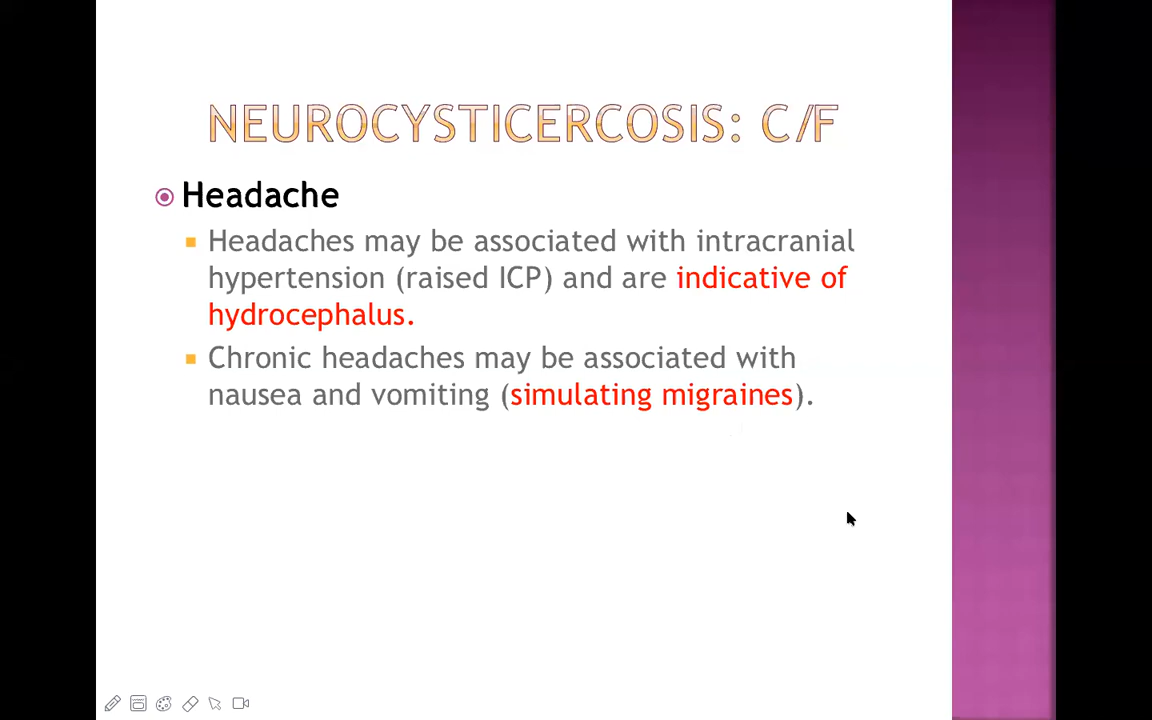 NEUROCYSTICERCOSIS: C/F
Headache
Headaches may be associated with intracranial
hypertension (raised ICP) and are indicative of
hydrocephalus.
Chronic headaches may be associated with
nausea and vomiting (simulating migraines).